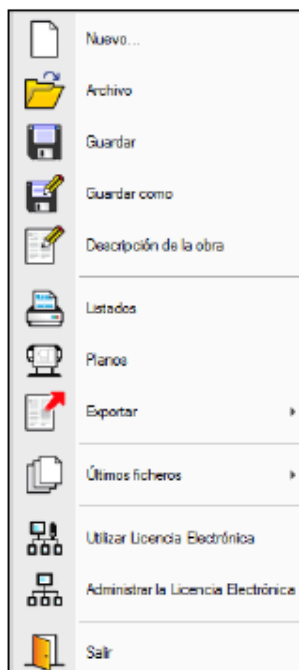 Nuevo...
Archivo
Guardar
Guardar como
Descripción de la obra
Listados
Planos
Exportar
Últimos ficheros
Utilizar Licencia Electrónica
Administrar la Licencia Electrónica
Salir